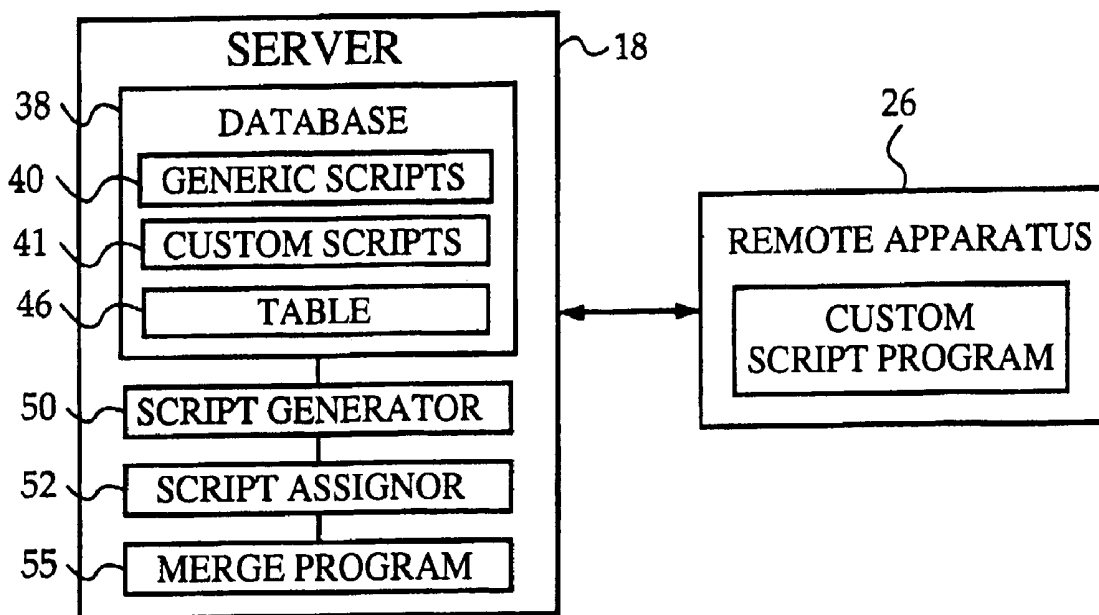 SERVER
18
38
DATABASE
40
GENERIC SCRIPTS
41
CUSTOM SCRIPTS
46
TABLE
50
SCRIPT GENERATOR
52
SCRIPT ASSIGNOR
55
MERGE PROGRAM
26
REMOTE APPARATUS
CUSTOM
SCRIPT PROGRAM